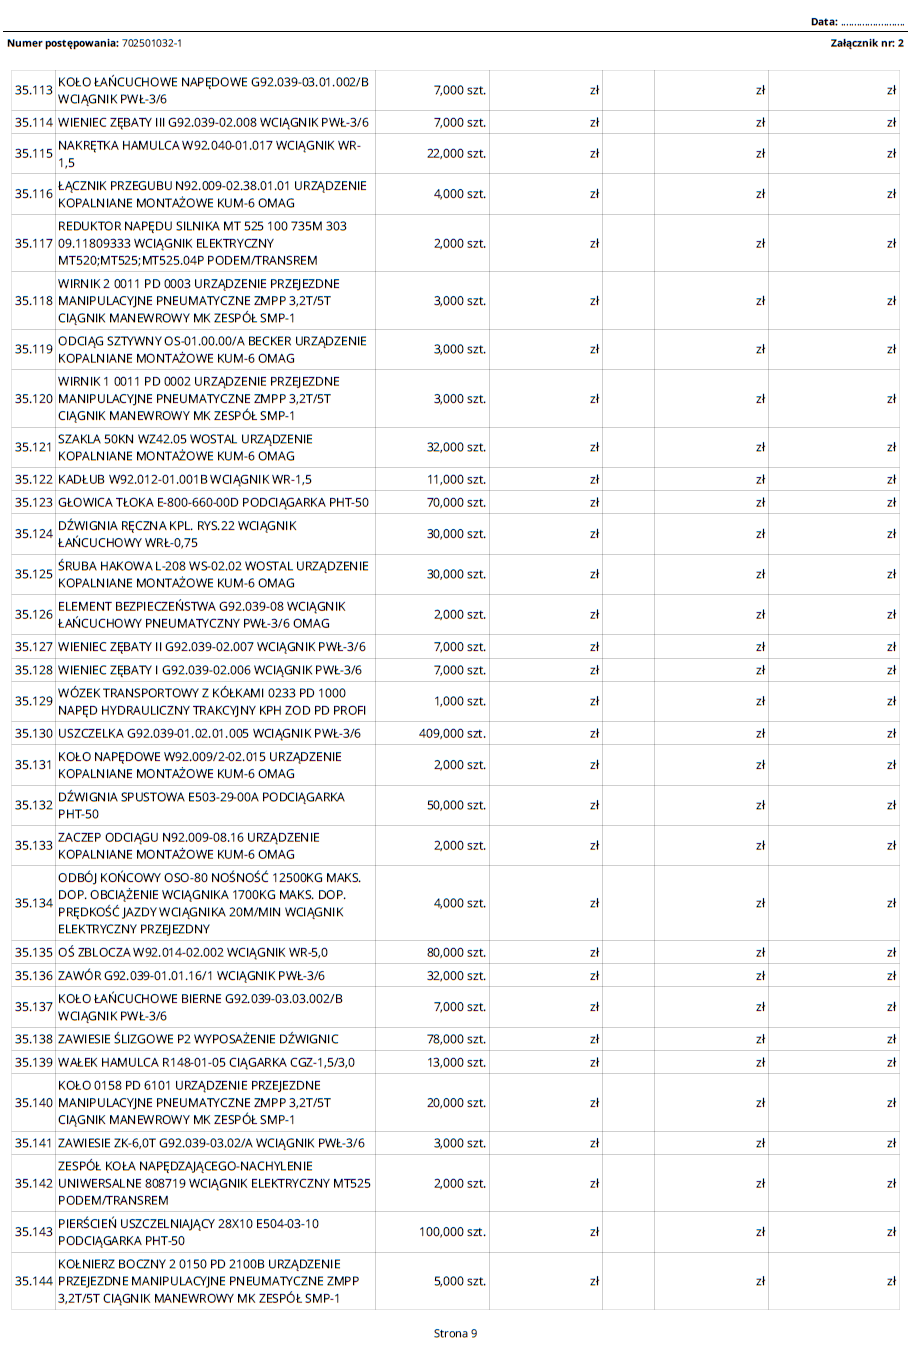 Data: ........................
Numer postępowania: 702501032-1 Załącznik nr: 2
KOŁO ŁAŃCUCHOWE NAPĘDOWE G92.039-03.01.002/B
35.113 7,000 szt. zł zł zł
WCIĄGNIK PWŁ-3/6
35.114 WIENIEC ZĘBATY III G92.039-02.008 WCIĄGNIK PWŁ-3/6 7,000 szt. zł zł zł
NAKRĘTKA HAMULCA W92.040-01.017 WCIĄGNIK WR-
35.115 22,000 szt. zł zł zł
1,5
ŁĄCZNIK PRZEGUBU N92.009-02.38.01.01 URZĄDZENIE
35.116 4,000 szt. zł zł zł
KOPALNIANE MONTAŻOWE KUM-6 OMAG
REDUKTOR NAPĘDU SILNIKA MT 525 100 735M 303
35.117 09.11809333 WCIĄGNIK ELEKTRYCZNY 2,000 szt. zł zł zł
MT520;MT525;MT525.04P PODEM/TRANSREM
WIRNIK 2 0011 PD 0003 URZĄDZENIE PRZEJEZDNE
35.118 MANIPULACYJNE PNEUMATYCZNE ZMPP 3,2T/5T 3,000 szt. zł zł zł
CIĄGNIK MANEWROWY MK ZESPÓŁ SMP-1
ODCIĄG SZTYWNY OS-01.00.00/A BECKER URZĄDZENIE
35.119 3,000 szt. zł zł zł
KOPALNIANE MONTAŻOWE KUM-6 OMAG
WIRNIK 1 0011 PD 0002 URZĄDZENIE PRZEJEZDNE
35.120 MANIPULACYJNE PNEUMATYCZNE ZMPP 3,2T/5T 3,000 szt. zł zł zł
CIĄGNIK MANEWROWY MK ZESPÓŁ SMP-1
SZAKLA 50KN WZ42.05 WOSTAL URZĄDZENIE
35.121 32,000 szt. zł zł zł
KOPALNIANE MONTAŻOWE KUM-6 OMAG
35.122 KADŁUB W92.012-01.001B WCIĄGNIK WR-1,5 11,000 szt. zł zł zł
35.123 GŁOWICA TŁOKA E-800-660-00D PODCIĄGARKA PHT-50 70,000 szt. zł zł zł
DŹWIGNIA RĘCZNA KPL. RYS.22 WCIĄGNIK
35.124 30,000 szt. zł zł zł
ŁAŃCUCHOWY WRŁ-0,75
ŚRUBA HAKOWA L-208 WS-02.02 WOSTAL URZĄDZENIE
35.125 30,000 szt. zł zł zł
KOPALNIANE MONTAŻOWE KUM-6 OMAG
ELEMENT BEZPIECZEŃSTWA G92.039-08 WCIĄGNIK
35.126 2,000 szt. zł zł zł
ŁAŃCUCHOWY PNEUMATYCZNY PWŁ-3/6 OMAG
35.127 WIENIEC ZĘBATY II G92.039-02.007 WCIĄGNIK PWŁ-3/6 7,000 szt. zł zł zł
35.128 WIENIEC ZĘBATY I G92.039-02.006 WCIĄGNIK PWŁ-3/6 7,000 szt. zł zł zł
WÓZEK TRANSPORTOWY Z KÓŁKAMI 0233 PD 1000
35.129 1,000 szt. zł zł zł
NAPĘD HYDRAULICZNY TRAKCYJNY KPH ZOD PD PROFI
35.130 USZCZELKA G92.039-01.02.01.005 WCIĄGNIK PWŁ-3/6 409,000 szt. zł zł zł
KOŁO NAPĘDOWE W92.009/2-02.015 URZĄDZENIE
35.131 2,000 szt. zł zł zł
KOPALNIANE MONTAŻOWE KUM-6 OMAG
DŹWIGNIA SPUSTOWA E503-29-00A PODCIĄGARKA
35.132 50,000 szt. zł zł zł
PHT-50
ZACZEP ODCIĄGU N92.009-08.16 URZĄDZENIE
35.133 2,000 szt. zł zł zł
KOPALNIANE MONTAŻOWE KUM-6 OMAG
ODBÓJ KOŃCOWY OSO-80 NOŚNOŚĆ 12500KG MAKS.
DOP. OBCIĄŻENIE WCIĄGNIKA 1700KG MAKS. DOP.
35.134 4,000 szt. zł zł zł
PRĘDKOŚĆ JAZDY WCIĄGNIKA 20M/MIN WCIĄGNIK
ELEKTRYCZNY PRZEJEZDNY
35.135 OŚ ZBLOCZA W92.014-02.002 WCIĄGNIK WR-5,0 80,000 szt. zł zł zł
35.136 ZAWÓR G92.039-01.01.16/1 WCIĄGNIK PWŁ-3/6 32,000 szt. zł zł zł
KOŁO ŁAŃCUCHOWE BIERNE G92.039-03.03.002/B
35.137 7,000 szt. zł zł zł
WCIĄGNIK PWŁ-3/6
35.138 ZAWIESIE ŚLIZGOWE P2 WYPOSAŻENIE DŹWIGNIC 78,000 szt. zł zł zł
35.139 WAŁEK HAMULCA R148-01-05 CIĄGARKA CGZ-1,5/3,0 13,000 szt. zł zł zł
KOŁO 0158 PD 6101 URZĄDZENIE PRZEJEZDNE
35.140 MANIPULACYJNE PNEUMATYCZNE ZMPP 3,2T/5T 20,000 szt. zł zł zł
CIĄGNIK MANEWROWY MK ZESPÓŁ SMP-1
35.141 ZAWIESIE ZK-6,0T G92.039-03.02/A WCIĄGNIK PWŁ-3/6 3,000 szt. zł zł zł
ZESPÓŁ KOŁA NAPĘDZAJĄCEGO-NACHYLENIE
35.142 UNIWERSALNE 808719 WCIĄGNIK ELEKTRYCZNY MT525 2,000 szt. zł zł zł
PODEM/TRANSREM
PIERŚCIEŃ USZCZELNIAJĄCY 28X10 E504-03-10
35.143 100,000 szt. zł zł zł
PODCIĄGARKA PHT-50
KOŁNIERZ BOCZNY 2 0150 PD 2100B URZĄDZENIE
35.144 PRZEJEZDNE MANIPULACYJNE PNEUMATYCZNE ZMPP 5,000 szt. zł zł zł
3,2T/5T CIĄGNIK MANEWROWY MK ZESPÓŁ SMP-1
Strona 9